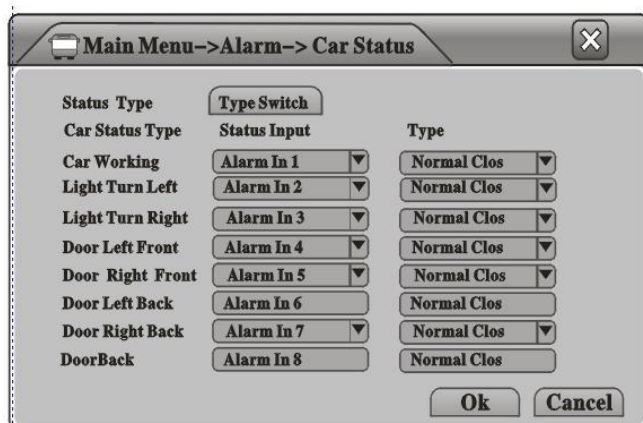 Main Menu->Alarm-> Car Status
Status Type Type Switch
Car Status Type Status Input Type
Car Working Alarm In 1 Normal Clos
Light Turn Left Alarm In 2 Normal Clos
Light Turn Right Alarm In 3 Normal Clos
Door Left Front Alarm In 4 Normal Clos
Door Right Front Alarm In 5 Normal Clos
Door Left Back Alarm In 6 Normal Clos
Door Right Back Alarm In 7 Normal Clos
DoorBack Alarm In 8 Normal Clos
Ok Cancel